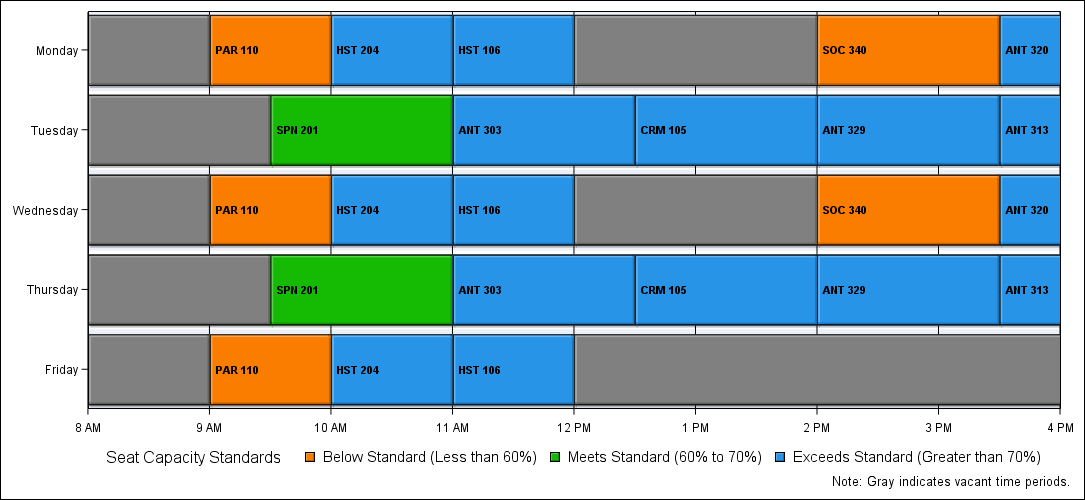 Monday PAR 110 HST 204 HST 106 SOC 340 ANT 320
Tuesday SPN 201 ANT 303 CRM 105 ANT 329 ANT 313
Wednesday PAR 110 HST 204 HST 106 SOC 340 ANT 320
Thursday SPN 201 ANT 303 CRM 105 ANT 329 ANT 313
Friday PAR 110 HST 204 HST 106
8 AM 9 AM 10 AM 11 AM 12 PM 1 PM 2 PM 3 PM 4 PM
Seat Capacity Standards Below Standard (Less than 60%) Meets Standard (60% to 70%) Exceeds Standard (Greater than 70%)
Note: Gray indicates vacant time periods.